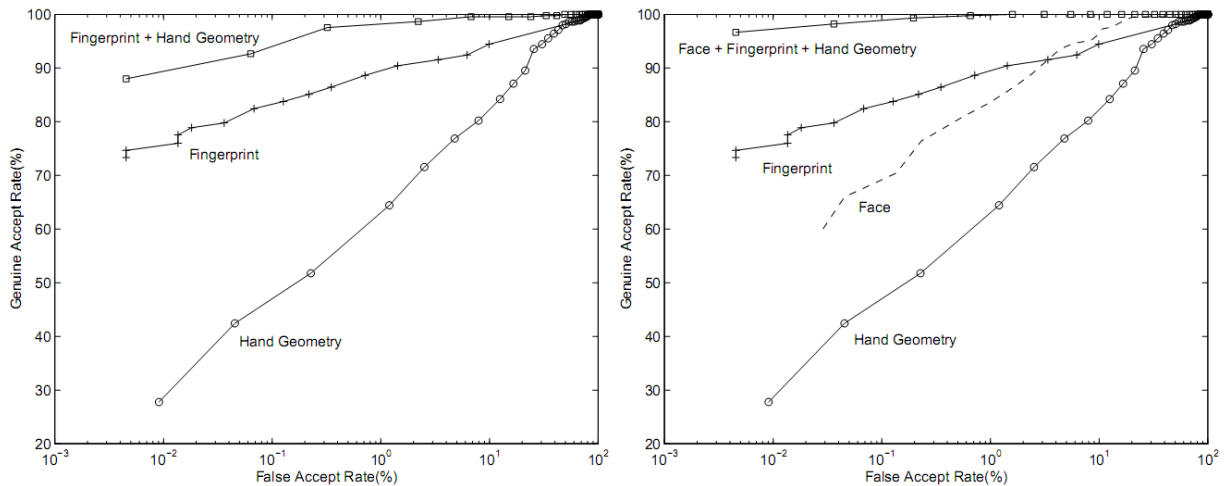 100
90
80
70
60
50
40
30
20
Genuine Accept Rate(%)
Fingerprint + Hand Geometry
Fingerprint
Hand Geometry
10^-3 10^-2 10^-1 10^0 10^1 10^2
False Accept Rate(%)
100
90
80
70
60
50
40
30
20
Genuine Accept Rate(%)
Face + Fingerprint + Hand Geometry
Fingerprint
Face
Hand Geometry
10^-3 10^-2 10^-1 10^0 10^1 10^2
False Accept Rate(%)